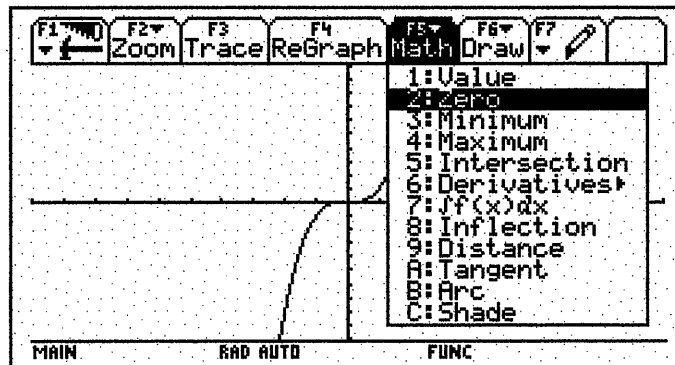 F1 F2 F3 F4 F5 F6 F7
Zoom Trace ReGraph Math Draw
1:Value
2:Zero
3:Minimum
4:Maximum
5:Intersection
6:Derivatives
7:∫f(x)dx
8:Inflection
9:Distance
A:Tangent
B:Arc
C:Shade
MAIN RAD AUTO FUNC